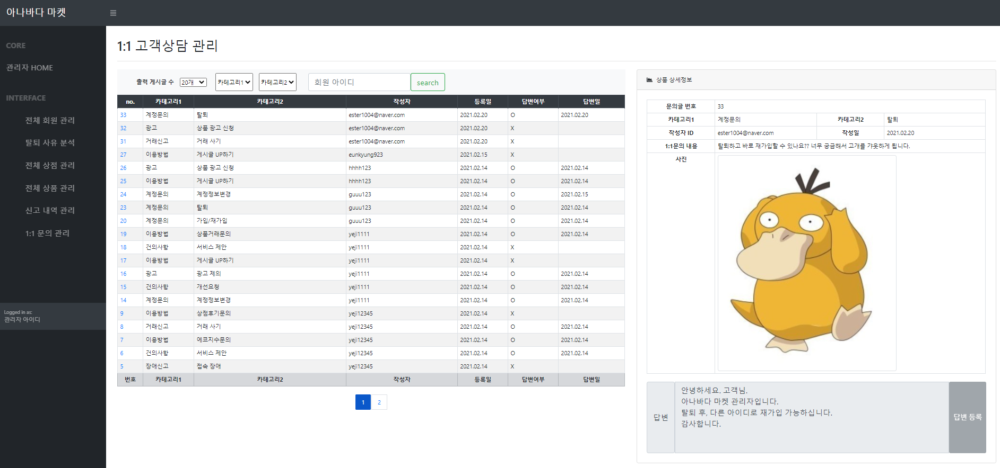 아나바다 마켓
CORE
관리자 HOME
INTERFACE
전체 회원 관리
탈퇴 사유 분석
전체 상점 관리
전체 상품 관리
신고 내역 관리
1:1 문의 관리
Logged in as:
관리자 아이디
1:1 고객상담 관리
출력 게시글 수 20개 카테고리1 카테고리2 회원 아이디 search
no. 카테고리1 카테고리2 작성자 등록일 답변여부 답변일
33 계정문의 탈퇴 ester1004@naver.com 2021.02.20 O 2021.02.20
32 광고 상품 광고 신청 ester1004@naver.com 2021.02.20 X
31 거래신고 거래 사기 ester1004@naver.com 2021.02.20 X
27 이용방법 게시글 UP하기 eunkyung923 2021.02.15 X
26 광고 상품 광고 신청 hhhh123 2021.02.14 O 2021.02.14
25 이용방법 게시글 UP하기 hhhh123 2021.02.14 O 2021.02.14
24 계정문의 계정정보변경 guuu123 2021.02.14 O 2021.02.15
23 계정문의 탈퇴 guuu123 2021.02.14 O 2021.02.14
20 계정문의 가입/재가입 guuu123 2021.02.14 O 2021.02.14
19 이용방법 상품거래문의 yeji1111 2021.02.14 O 2021.02.14
18 건의사항 서비스 제안 yeji1111 2021.02.14 X
17 이용방법 게시글 UP하기 yeji1111 2021.02.14 X
16 광고 광고 제의 yeji1111 2021.02.14 O 2021.02.14
15 건의사항 개선요청 yeji1111 2021.02.14 O 2021.02.14
14 계정문의 계정정보변경 yeji1111 2021.02.14 O 2021.02.14
9 이용방법 상점후기문의 yeji12345 2021.02.14 X
8 거래신고 거래 사기 yeji12345 2021.02.14 O 2021.02.14
7 이용방법 에코지수문의 yeji12345 2021.02.14 O 2021.02.14
6 건의사항 서비스 제안 yeji12345 2021.02.14 O 2021.02.14
5 장애신고 접속 장애 yeji12345 2021.02.14 X
번호 카테고리1 카테고리2 작성자 등록일 답변여부 답변일
1 2
상품 상세정보
문의글 번호 33
카테고리1 계정문의 카테고리2 탈퇴
작성자 ID ester1004@naver.com 작성일 2021.02.20
1:1문의 내용 탈퇴하고 바로 재가입할 수 있나요?? 너무 궁금해서 고개를 갸웃하게 됩니다.
사진
답변
안녕하세요. 고객님.
아나바다 마켓 관리자입니다.
탈퇴 후, 다른 아이디로 재가입 가능하십니다.
감사합니다.
답변 등록